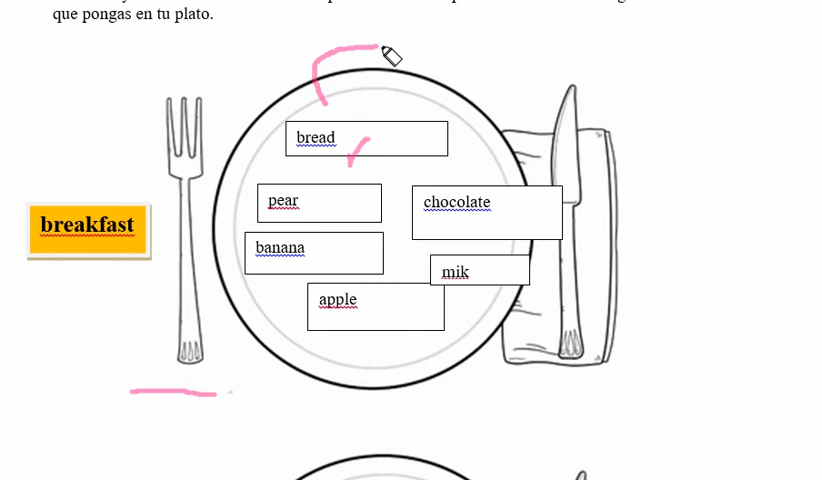 que pongas en tu plato.
bread
pear
chocolate
breakfast
banana
mik
apple